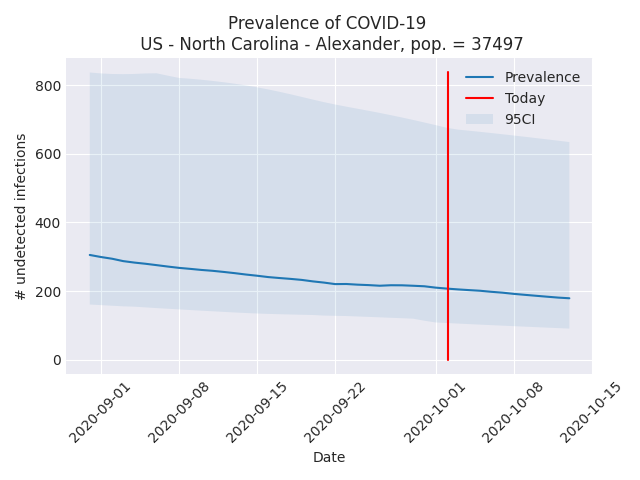 Prevalence of COVID-19
US - North Carolina - Alexander, pop. = 37497
Prevalence
Today
95CI
# undetected infections
800
600
400
200
0
2020-09-01
2020-09-08
2020-09-15
2020-09-22
2020-10-01
2020-10-08
2020-10-15
Date